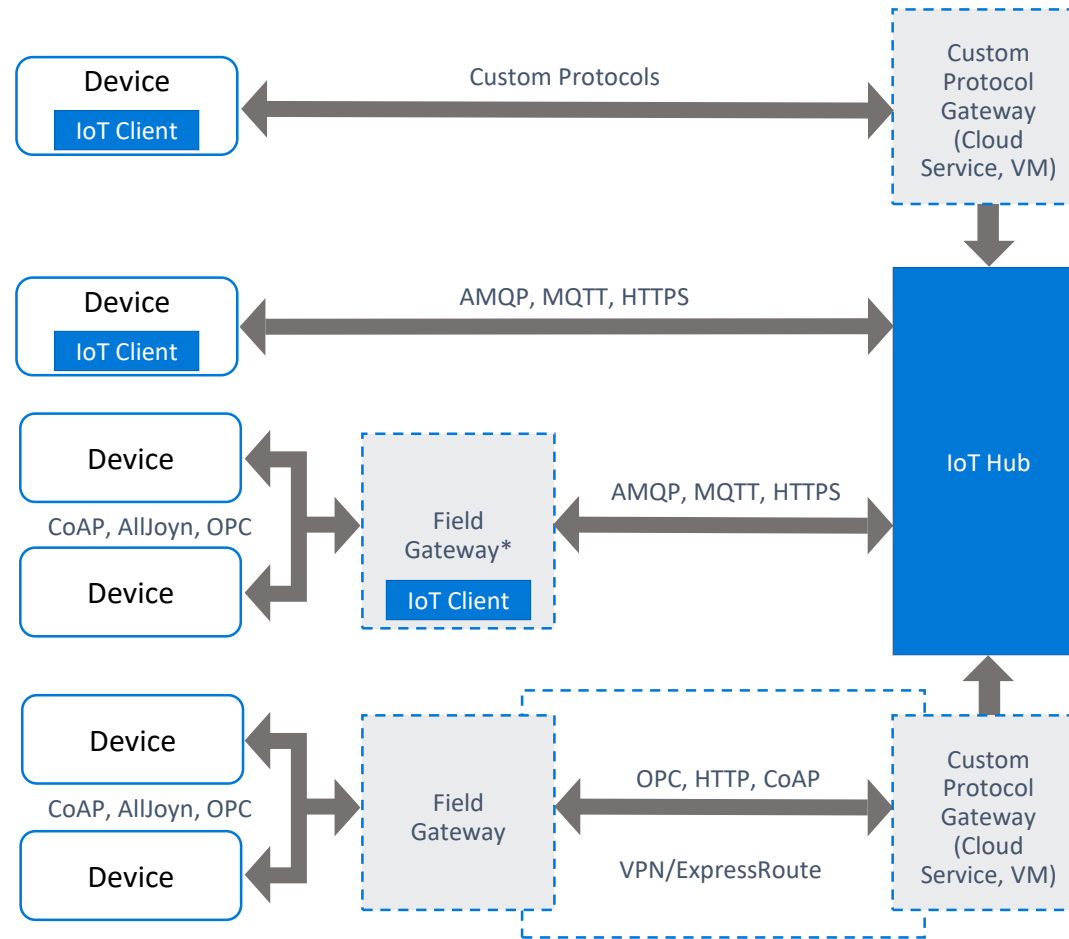 Device
IoT Client
Custom Protocols
Custom
Protocol
Gateway
(Cloud
Service, VM)
Device
IoT Client
AMQP, MQTT, HTTPS
IoT Hub
Device
CoAP, AllJoyn, OPC
Device
Field
Gateway*
IoT Client
AMQP, MQTT, HTTPS
Device
CoAP, AllJoyn, OPC
Device
Field
Gateway
OPC, HTTP, CoAP
VPN/ExpressRoute
Custom
Protocol
Gateway
(Cloud
Service, VM)